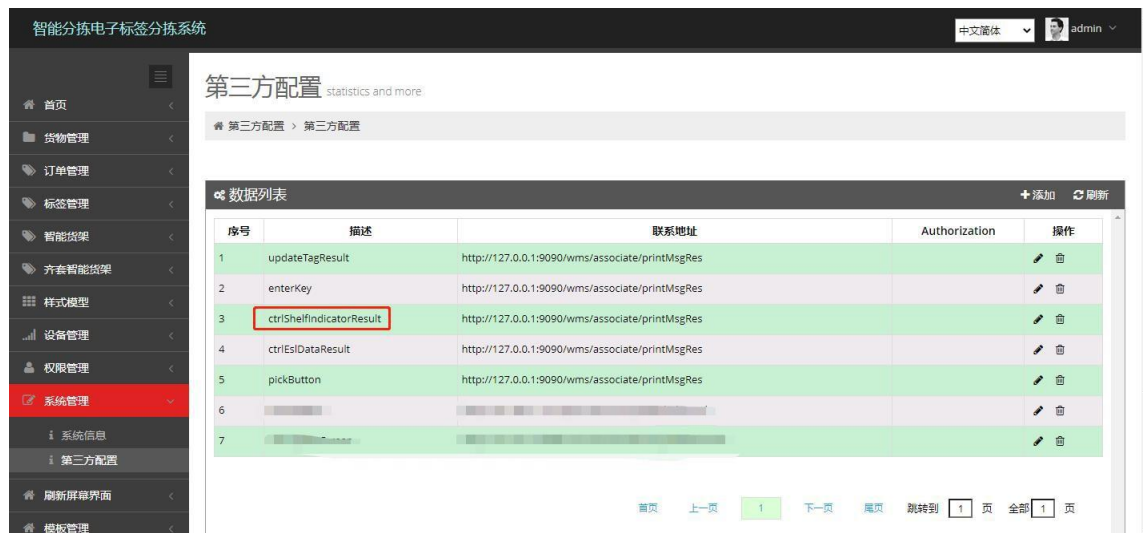 智能分拣电子标签分拣系统
中文简体 admin
第三方配置 statistics and more
第三方配置 > 第三方配置
首页
货物管理
订单管理
标签管理
智能货架
齐套智能货架
样式模型
设备管理
权限管理
系统管理
系统信息
第三方配置
刷新屏幕界面
模板管理
数据列表 添加 刷新
序号 描述 联系地址 Authorization 操作
1 updateTagResult http://127.0.0.1:9090/wms/associate/printMsgRes
2 enterKey http://127.0.0.1:9090/wms/associate/printMsgRes
3 ctrlShelfIndicatorResult http://127.0.0.1:9090/wms/associate/printMsgRes
4 ctrlEslDataResult http://127.0.0.1:9090/wms/associate/printMsgRes
5 pickButton http://127.0.0.1:9090/wms/associate/printMsgRes
6
7
首页 上一页 1 下一页 尾页 跳转到 1 页 全部 1 页